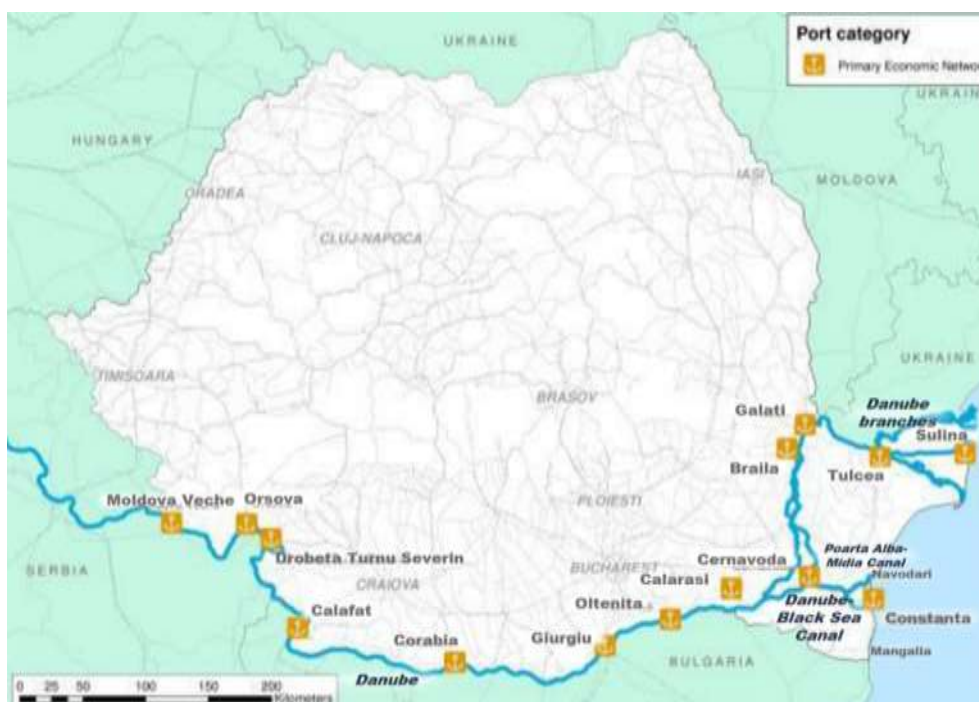 UKRAINE
Port category
Primary Economic Netwo
UKRAIN
HUNGARY
ORADEA
IASI
MOLDOVA
CLUJ-NAPOCA
UKRAINE
TIMISOARA
BRASOV
Galati
Danube
branches
Sulina
Braila
Tulcea
Moldova Veche
Orsova
PLOIESTI
Drobeta Turnu Severin
SERBIA
CRAIOVA
BUCHAREST
Cernavoda
Poarta Alba-
Midia Canal
Navodari
Calarasi
Calafat
Oltenita
Danube-
Black Sea
Canal
Constanta
Corabia
Giurgiu
Mangalia
BULGARIA
Danube
0 25 50 100 150 200
Kilometers